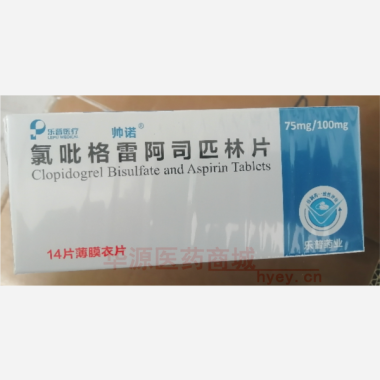 乐普医疗
LEPU MEDICAL
帅诺®
75mg/100mg
氯吡格雷阿司匹林片
Clopidogrel Bisulfate and Aspirin Tablets
14片薄膜衣片
乐普药业
华源医药商城
hyey.cn